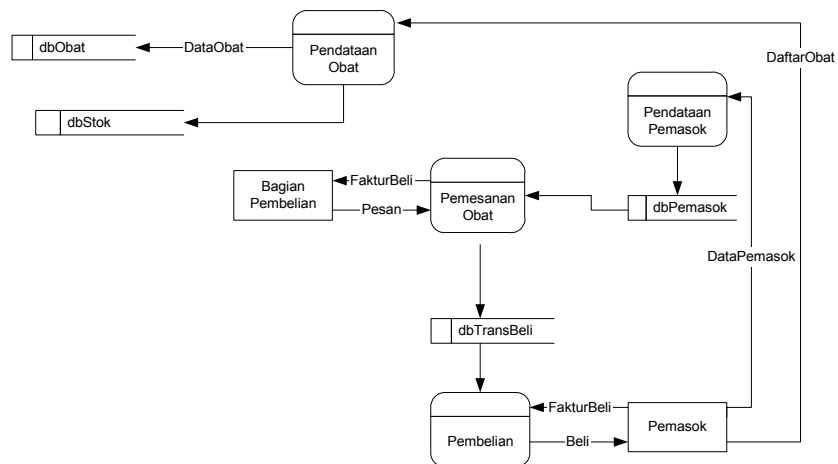 dbObat
DataObat
Pendataan
Obat
DaftarObat
dbStok
Pendataan
Pemasok
Bagian
Pembelian
FakturBeli
Pesan
Pemesanan
Obat
dbPemasok
DataPemasok
dbTransBeli
Pembelian
FakturBeli
Beli
Pemasok